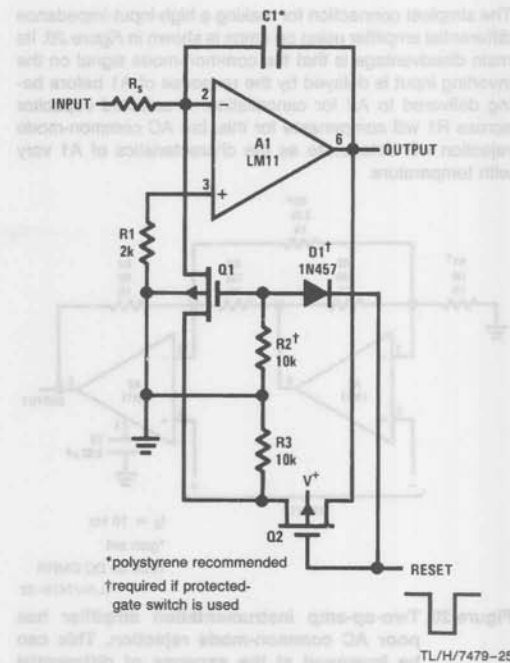 C1*
Rs
INPUT
2
A1
LM11
6
OUTPUT
3
+
R1
2k
Q1
D1†
1N457
R2†
10k
R3
10k
V+
Q2
*polystyrene recommended
†required if protected-
gate switch is used
RESET
TL/H/7479-25